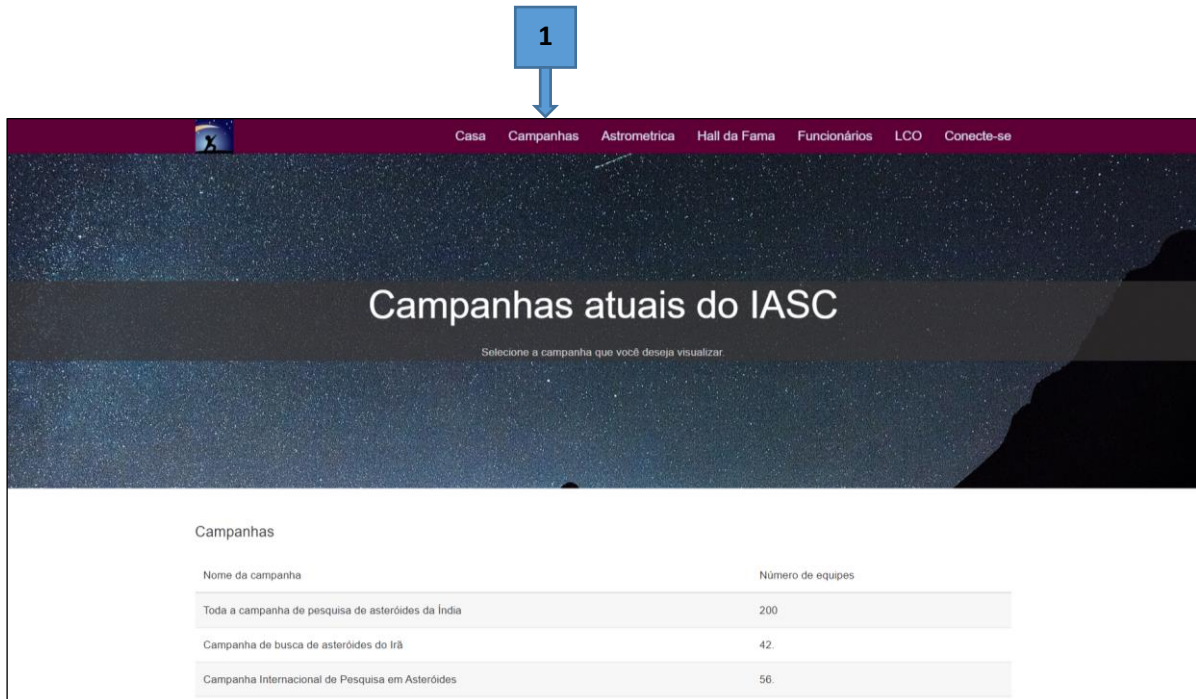 1
Casa Campanhas Astrometrica Hall da Fama Funcionários LCO Conecte-se
Campanhas atuais do IASC
Selecione a campanha que você deseja visualizar.
Campanhas
Nome da campanha Número de equipes
Toda a campanha de pesquisa de asteróides da Índia 200
Campanha de busca de asteróides do Irã 42.
Campanha Internacional de Pesquisa em Asteróides 56.